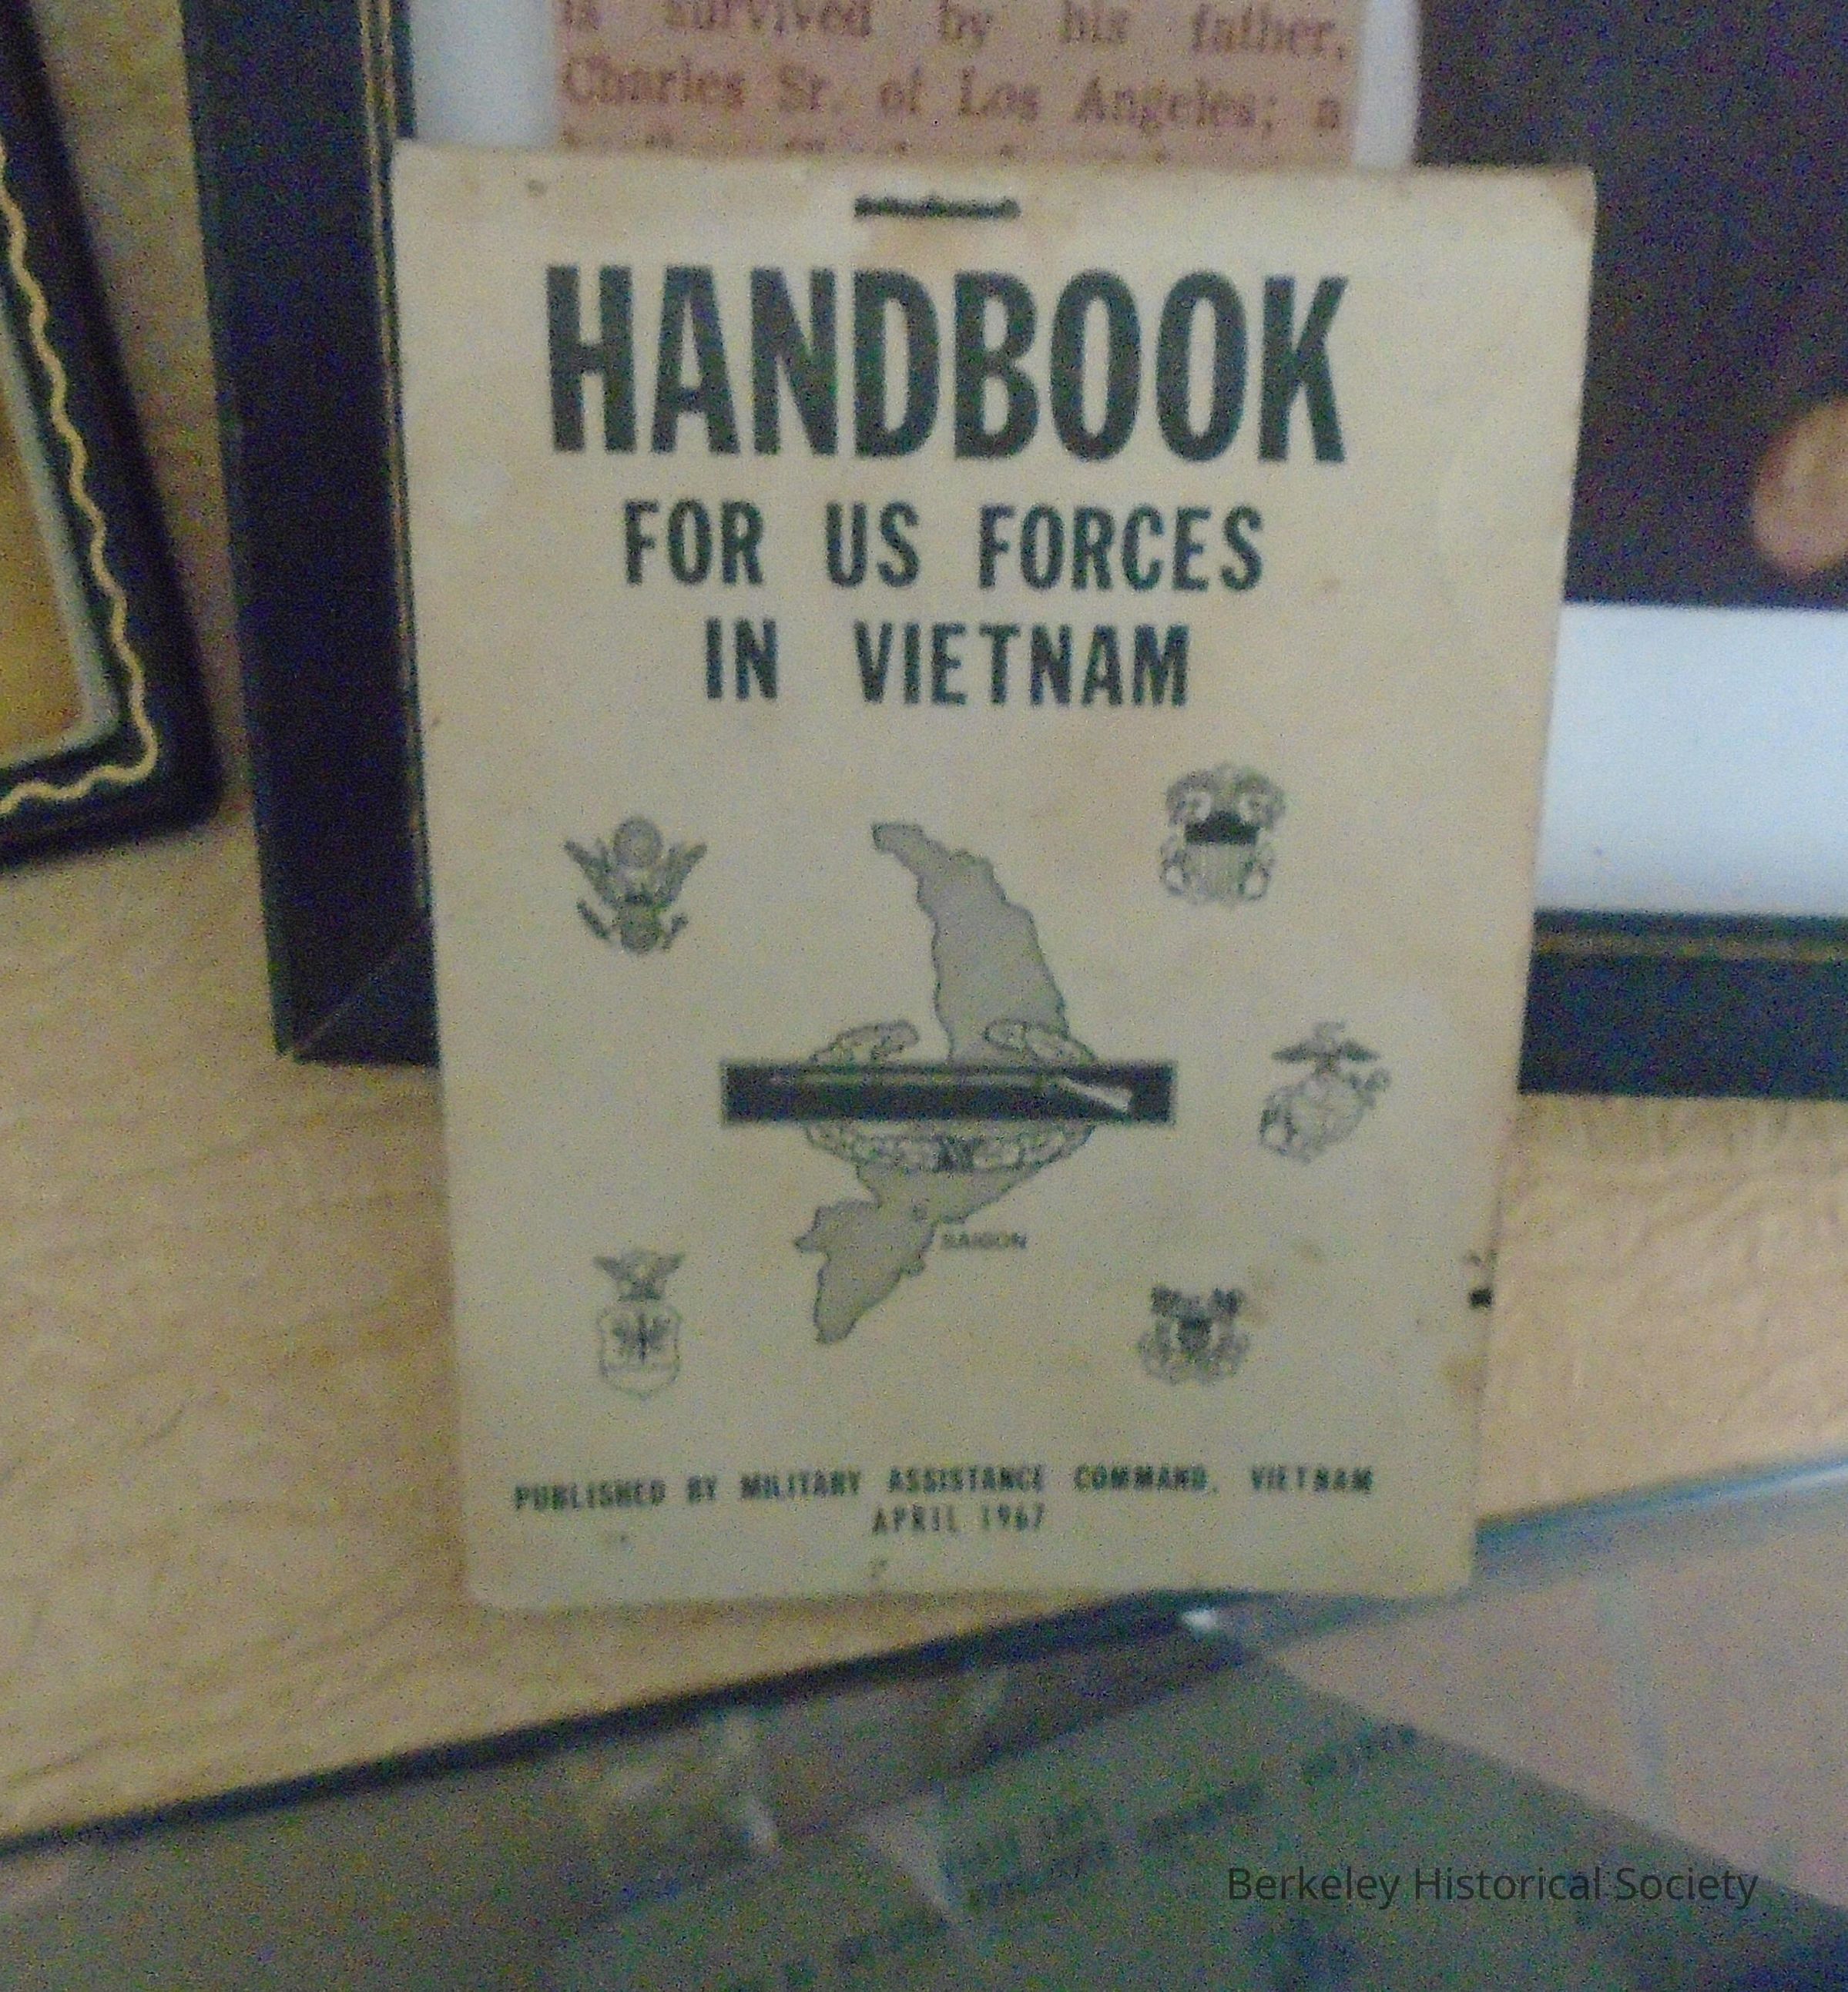 is survived by his father,
Charles Sr. of Los Angeles; a
HANDBOOK
FOR US FORCES
IN VIETNAM
SAIGON
PUBLISHED BY MILITARY ASSISTANCE COMMAND, VIETNAM
APRIL 1967
Berkeley Historical Society